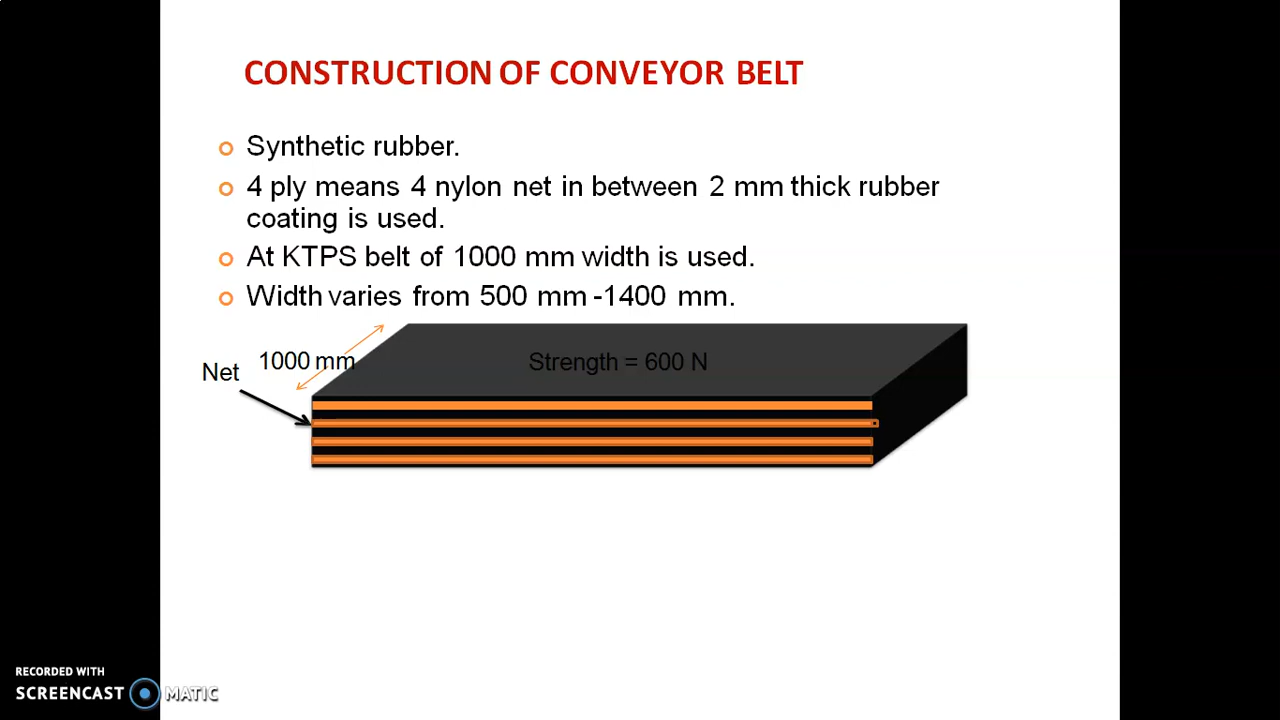 CONSTRUCTION OF CONVEYOR BELT
Synthetic rubber.
4 ply means 4 nylon net in between 2 mm thick rubber
coating is used.
At KTPS belt of 1000 mm width is used.
Width varies from 500 mm -1400 mm.
1000 mm
Net
Strength = 600 N
RECORDED WITH
SCREENCAST MATIC